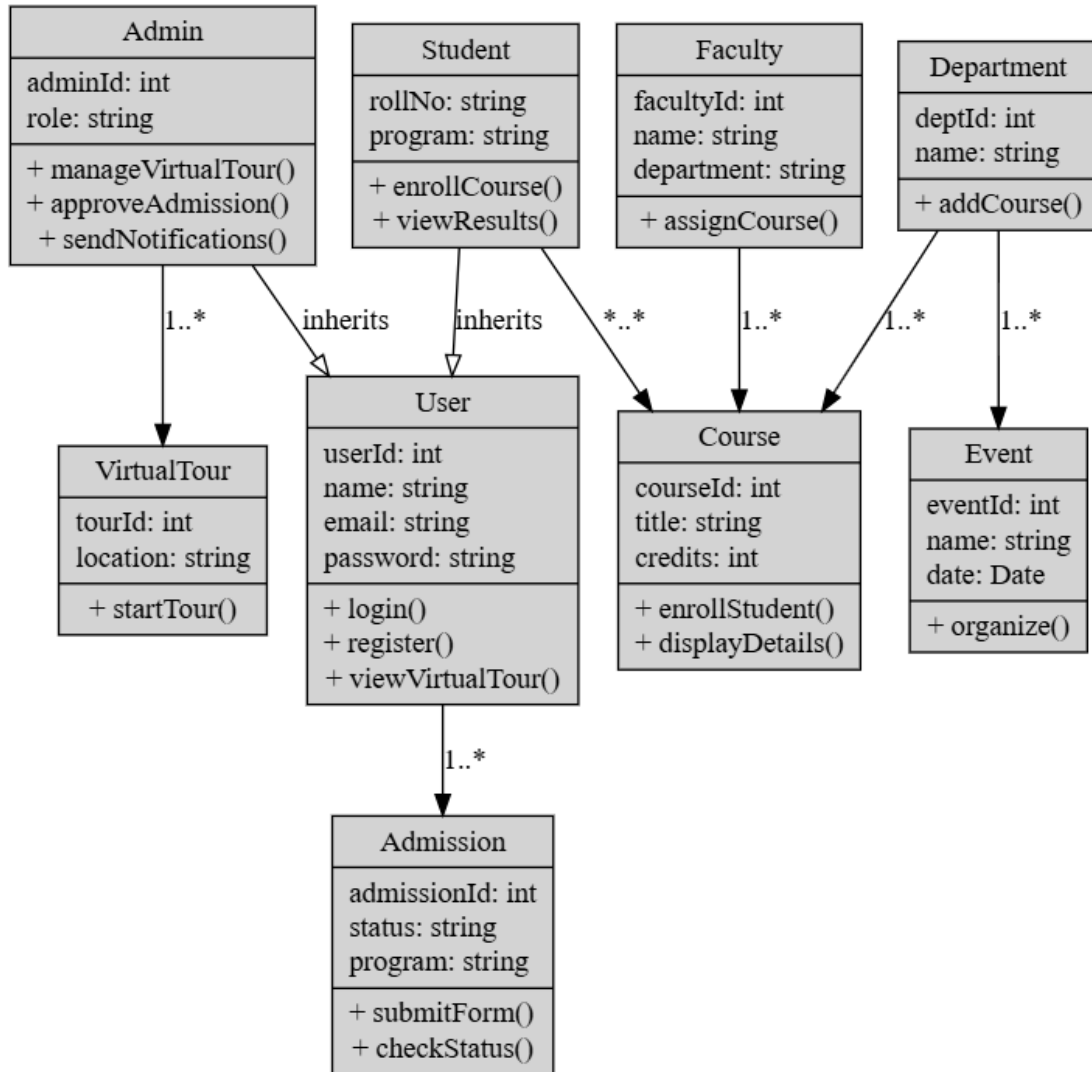 Admin
adminId: int
role: string
+ manageVirtualTour()
+ approveAdmission()
+ sendNotifications()
Student
rollNo: string
program: string
+ enrollCourse()
+ viewResults()
Faculty
facultyId: int
name: string
department: string
+ assignCourse()
Department
deptId: int
name: string
+ addCourse()
1..*
inherits
inherits
*..*
1..*
1..*
1..*
VirtualTour
tourId: int
location: string
+ startTour()
User
userId: int
name: string
email: string
password: string
+ login()
+ register()
+ viewVirtualTour()
Course
courseId: int
title: string
credits: int
+ enrollStudent()
+ displayDetails()
Event
eventId: int
name: string
date: Date
+ organize()
1..*
Admission
admissionId: int
status: string
program: string
+ submitForm()
+ checkStatus()